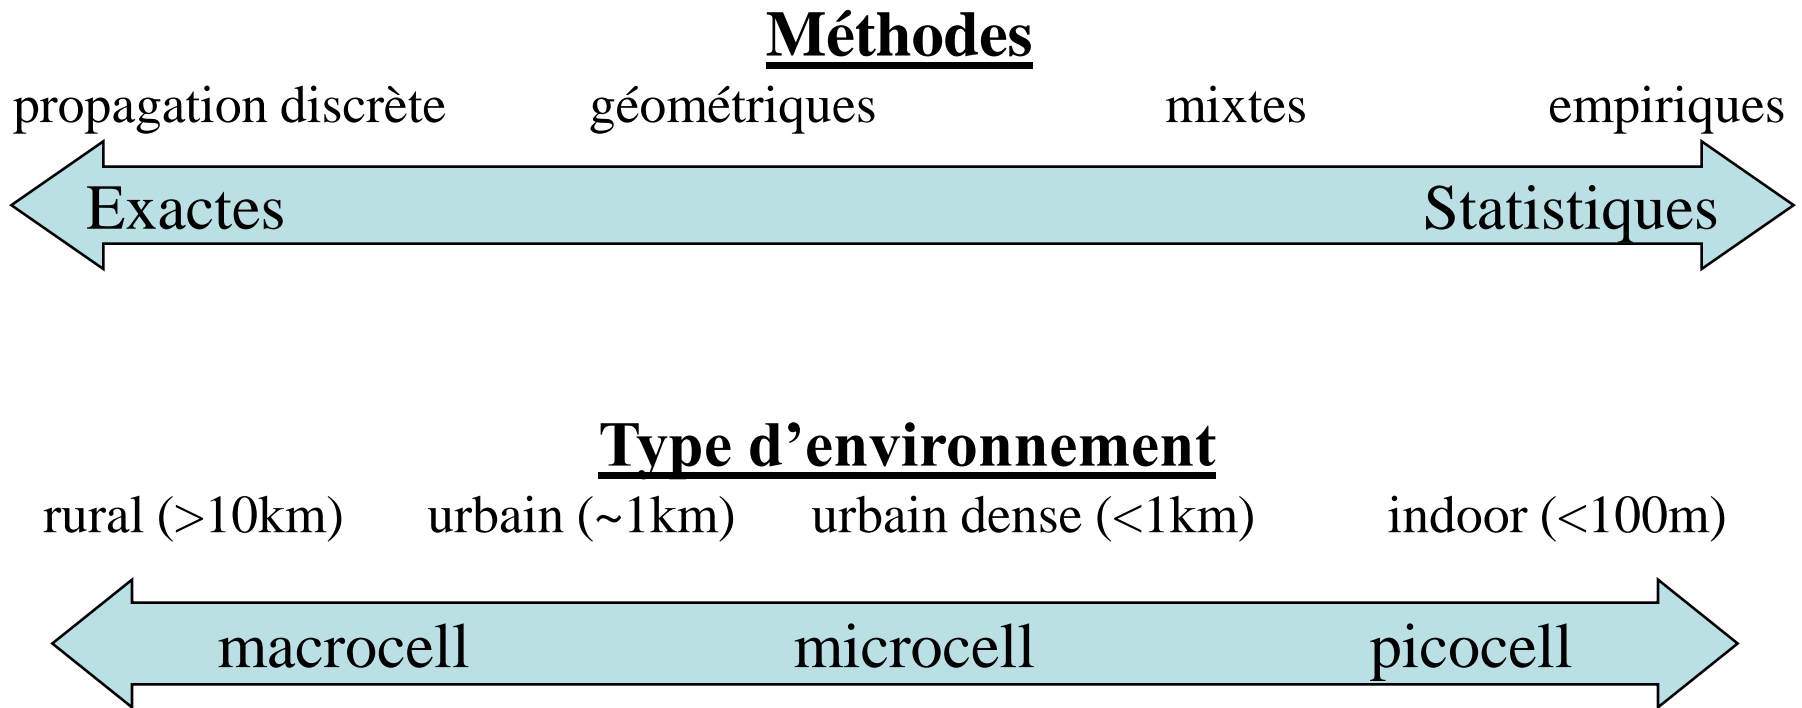 Méthodes
propagation discrète géométriques mixtes empiriques
Exactes Statistiques
Type d’environnement
rural (>10km) urbain (~1km) urbain dense (<1km) indoor (<100m)
macrocell microcell picocell